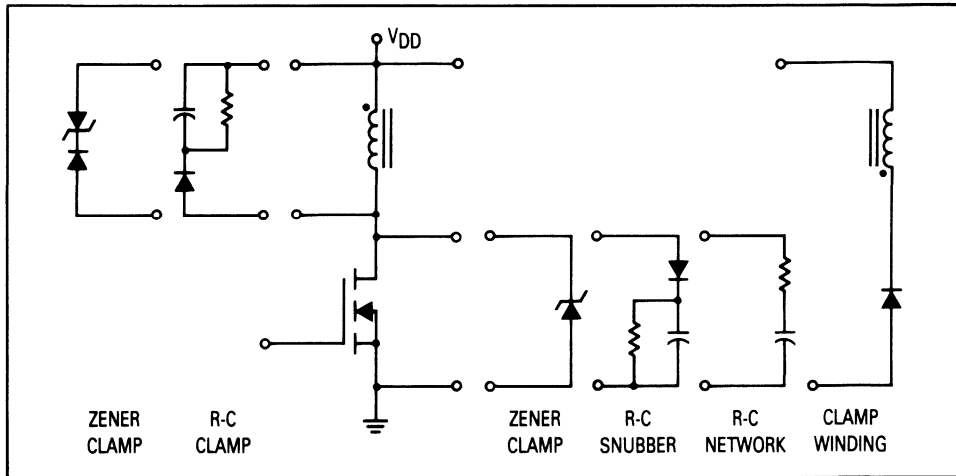 VDD
ZENER
CLAMP
R-C
CLAMP
ZENER
CLAMP
R-C
SNUBBER
R-C
NETWORK
CLAMP
WINDING